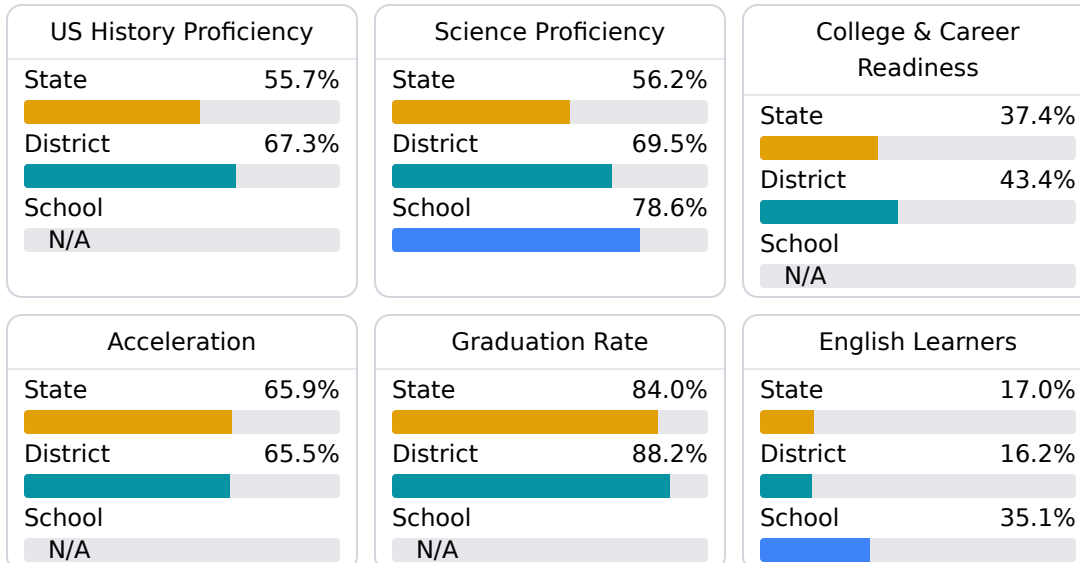 US History Proficiency
State 55.7%
District 67.3%
School
N/A
Science Proficiency
State 56.2%
District 69.5%
School 78.6%
College & Career
Readiness
State 37.4%
District 43.4%
School
N/A
Acceleration
State 65.9%
District 65.5%
School
N/A
Graduation Rate
State 84.0%
District 88.2%
School
N/A
English Learners
State 17.0%
District 16.2%
School 35.1%